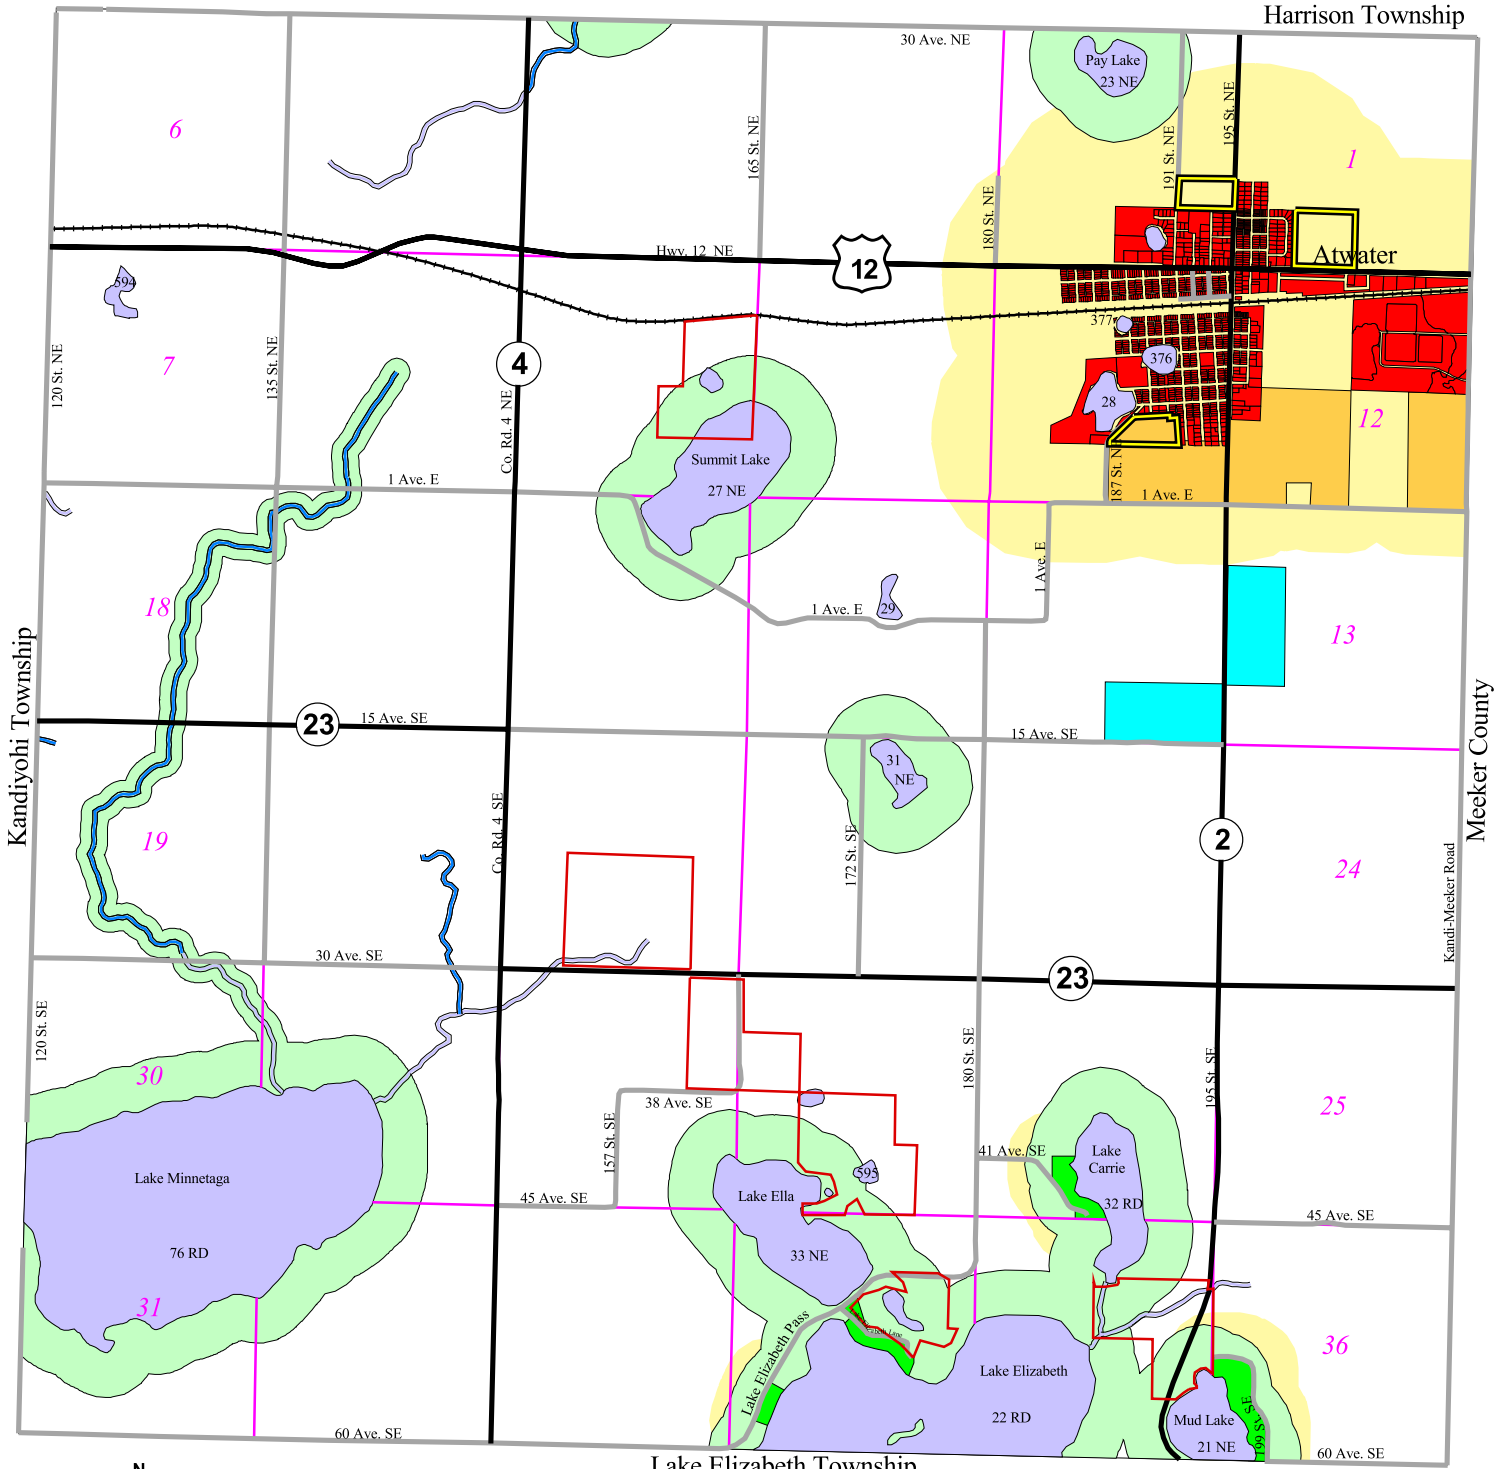 Harrison Township
30 Ave. NE
Pay Lake
23 NE
6
165 St. NE
191 St. NE
195 St. NE
1
180 St. NE
Hwy. 12 NE
12
Atwater
594
377
376
28
7
120 St. NE
135 St. NE
4
Co. Rd. 4 NE
12
187 St. NE
Summit Lake
27 NE
1 Ave. E
1 Ave. E
1 Ave. E
1 Ave. E
29
18
13
Kandiyohi Township
Meeker County
23
15 Ave. SE
15 Ave. SE
31
NE
19
Co. Rd. 4 SE
172 St. SE
2
24
Kandi-Meeker Road
30 Ave. SE
23
120 St. SE
180 St. SE
195 St. SE
30
38 Ave. SE
25
157 St. SE
41 Ave. SE
Lake
Carrie
32 RD
Lake Minnetaga
76 RD
595
Lake Ella
33 NE
45 Ave. SE
45 Ave. SE
31
36
Lake Elizabeth Pass
Lake Elizabeth
22 RD
Mud Lake
21 NE
199 St. SE
60 Ave. SE
60 Ave. SE
Lake Elizabeth Township
N